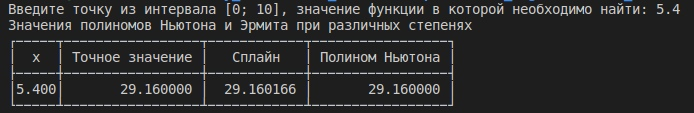 Введите точку из интервала [0; 10], значение функции в которой необходимо найти: 5.4
Значения полиномов Ньютона и Эрмита при различных степенях
x Точное значение Сплайн Полином Ньютона
5.400 29.160000 29.160166 29.160000